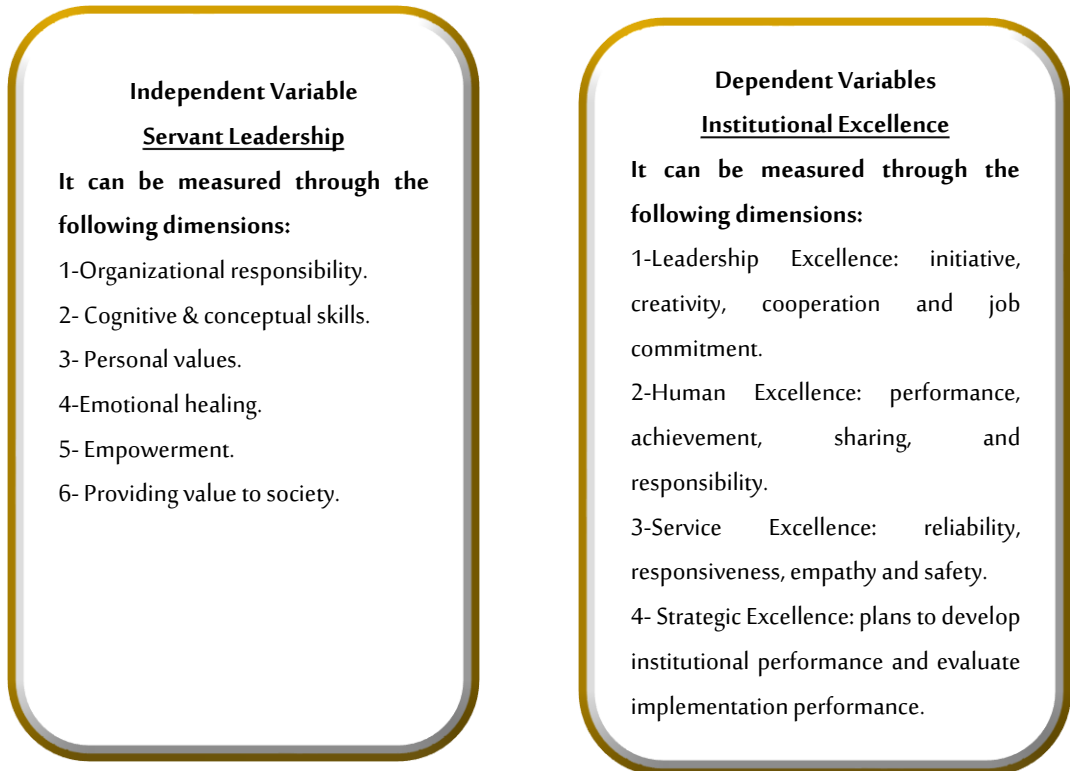 Independent Variable
Servant Leadership
It can be measured through the
following dimensions:
1-Organizational responsibility.
2- Cognitive & conceptual skills.
3- Personal values.
4-Emotional healing.
5- Empowerment.
6- Providing value to society.
Dependent Variables
Institutional Excellence
It can be measured through the
following dimensions:
1-Leadership Excellence: initiative,
creativity, cooperation and job
commitment.
2-Human Excellence: performance,
achievement, sharing, and
responsibility.
3-Service Excellence: reliability,
responsiveness, empathy and safety.
4- Strategic Excellence: plans to develop
institutional performance and evaluate
implementation performance.